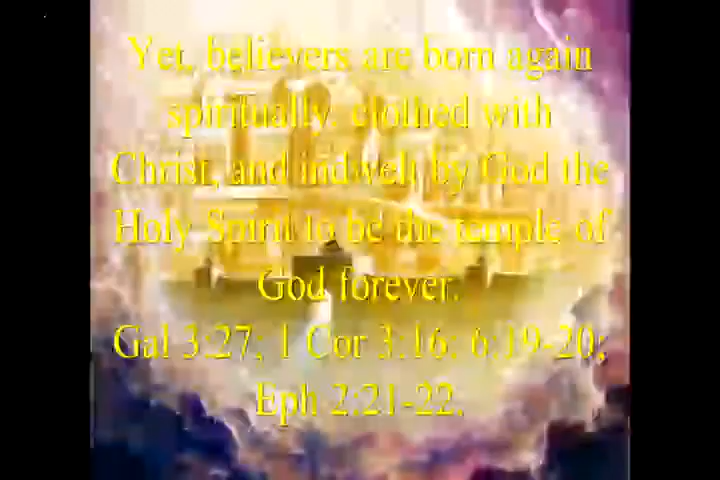 Yet, believers are born again
spiritually, clothed with
Christ, and indwelt by God the
Holy Spirit to be the temple of
God forever.
Gal 3:27; 1 Cor 3:16; 6:19-20;
Eph 2:21-22.